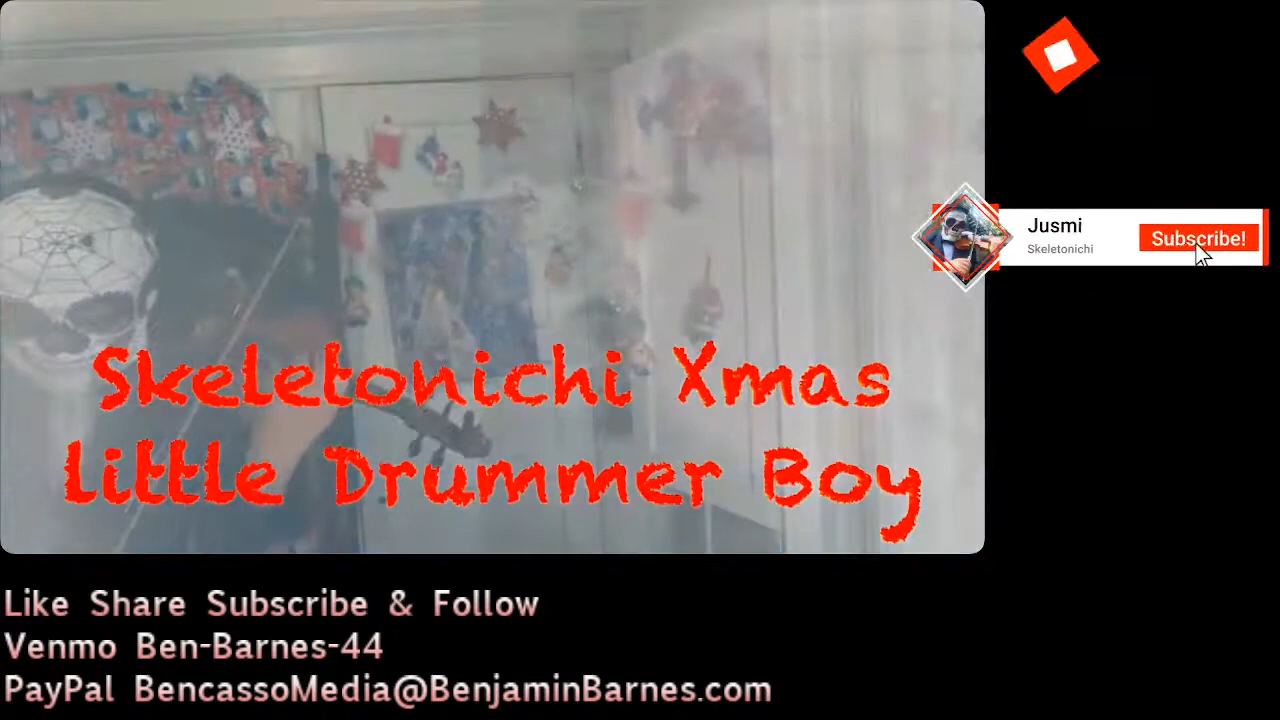 Skeletonichi Xmas
little Drummer Boy
Jusmi
Skeletonichi
Subscribe!
Like Share Subscribe & Follow
Venmo Ben-Barnes-44
PayPal BencassoMedia@BenjaminBarnes.com